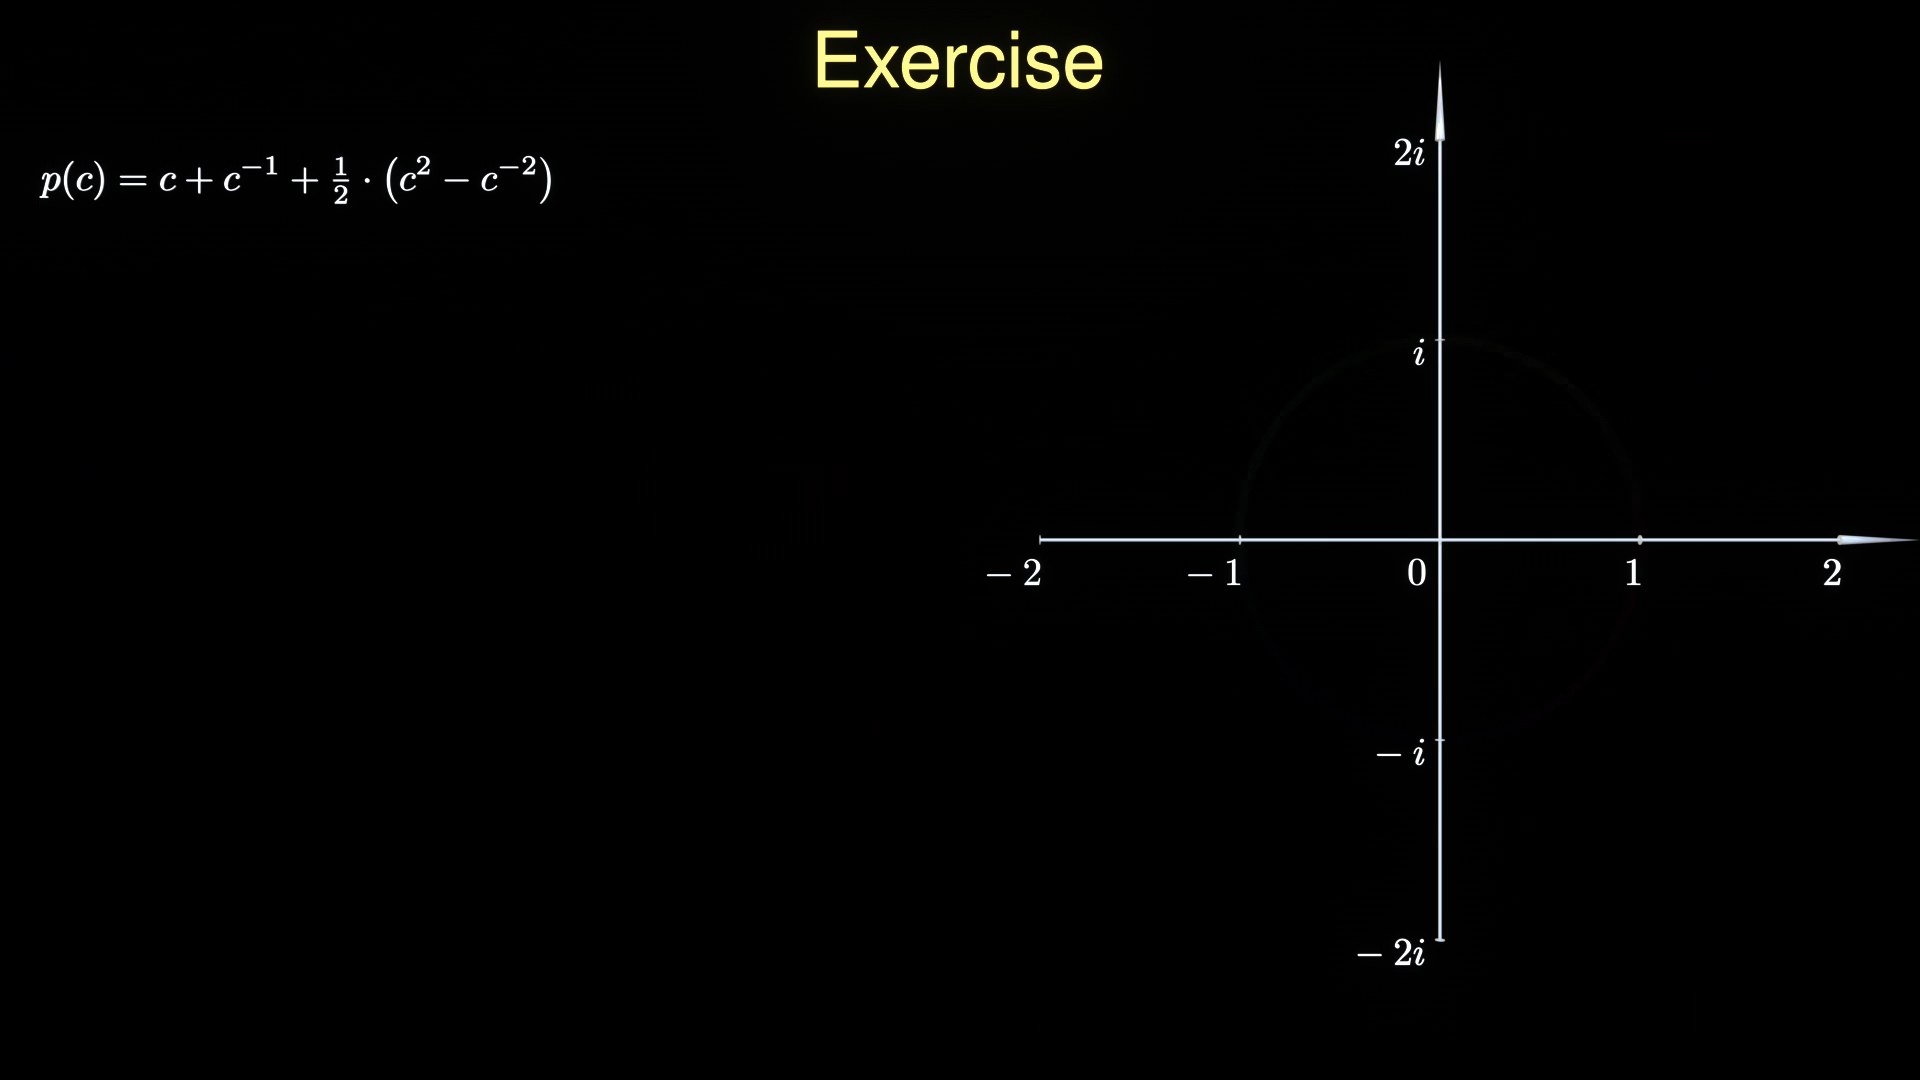 Exercise
p(c) = c + c⁻¹ + ½ · (c² − c⁻²)
2i
i
− 2 − 1 0 1 2
− i
− 2i